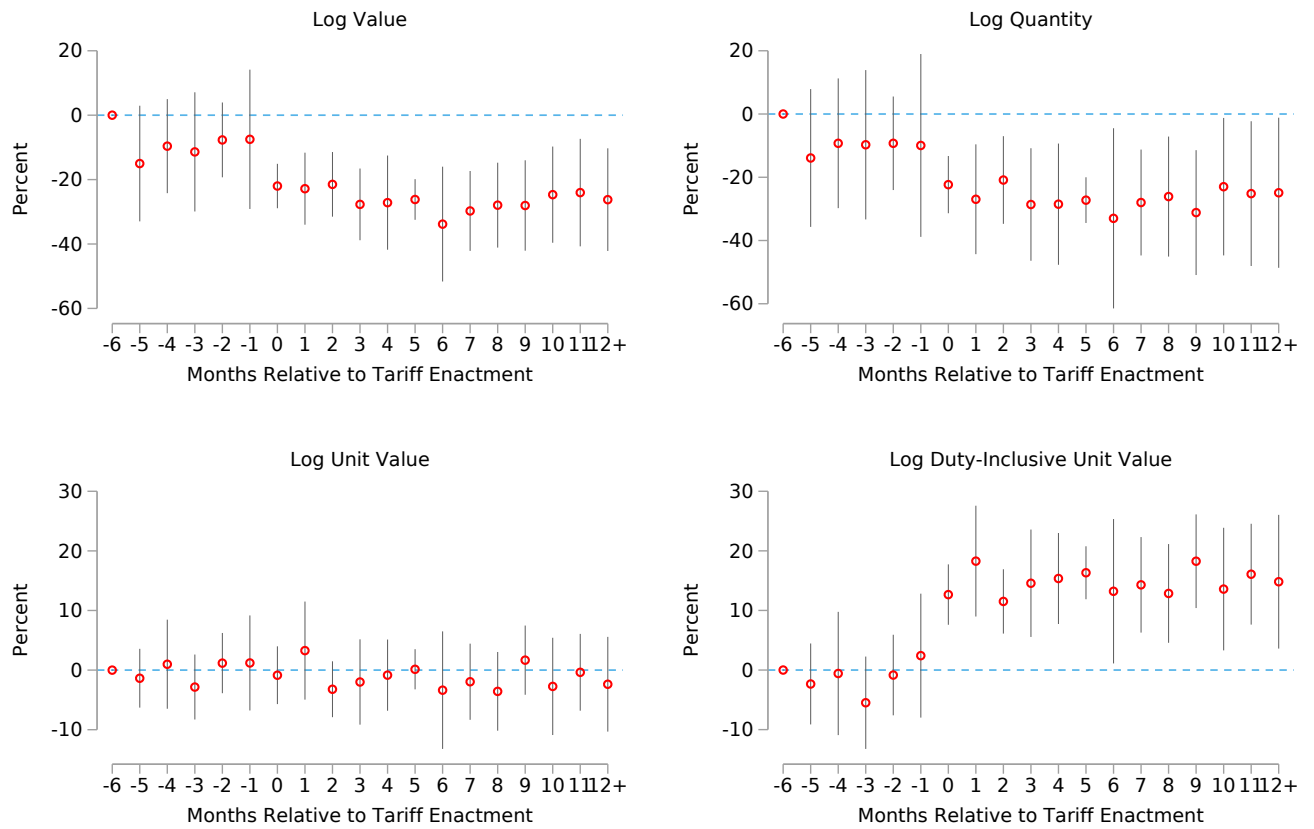 Log Value
20
0
-20
-40
-60
Percent
-6 -5 -4 -3 -2 -1 0 1 2 3 4 5 6 7 8 9 10 11 12+
Months Relative to Tariff Enactment
Log Quantity
20
0
-20
-40
-60
Percent
-6 -5 -4 -3 -2 -1 0 1 2 3 4 5 6 7 8 9 10 11 12+
Months Relative to Tariff Enactment
Log Unit Value
30
20
10
0
-10
Percent
-6 -5 -4 -3 -2 -1 0 1 2 3 4 5 6 7 8 9 10 11 12+
Months Relative to Tariff Enactment
Log Duty-Inclusive Unit Value
30
20
10
0
-10
Percent
-6 -5 -4 -3 -2 -1 0 1 2 3 4 5 6 7 8 9 10 11 12+
Months Relative to Tariff Enactment